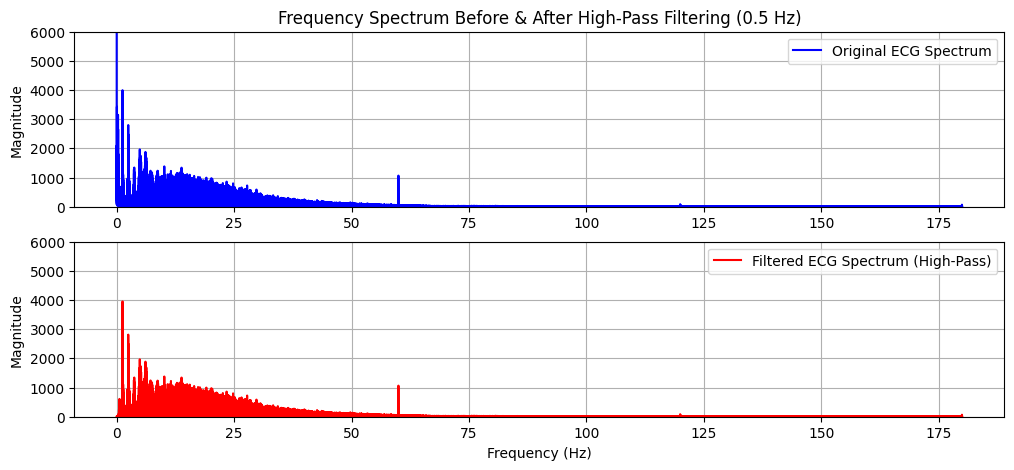 Frequency Spectrum Before & After High-Pass Filtering (0.5 Hz)
6000
5000
4000
3000
2000
1000
0
Magnitude
Original ECG Spectrum
0 25 50 75 100 125 150 175
6000
5000
4000
3000
2000
1000
0
Magnitude
Filtered ECG Spectrum (High-Pass)
0 25 50 75 100 125 150 175
Frequency (Hz)